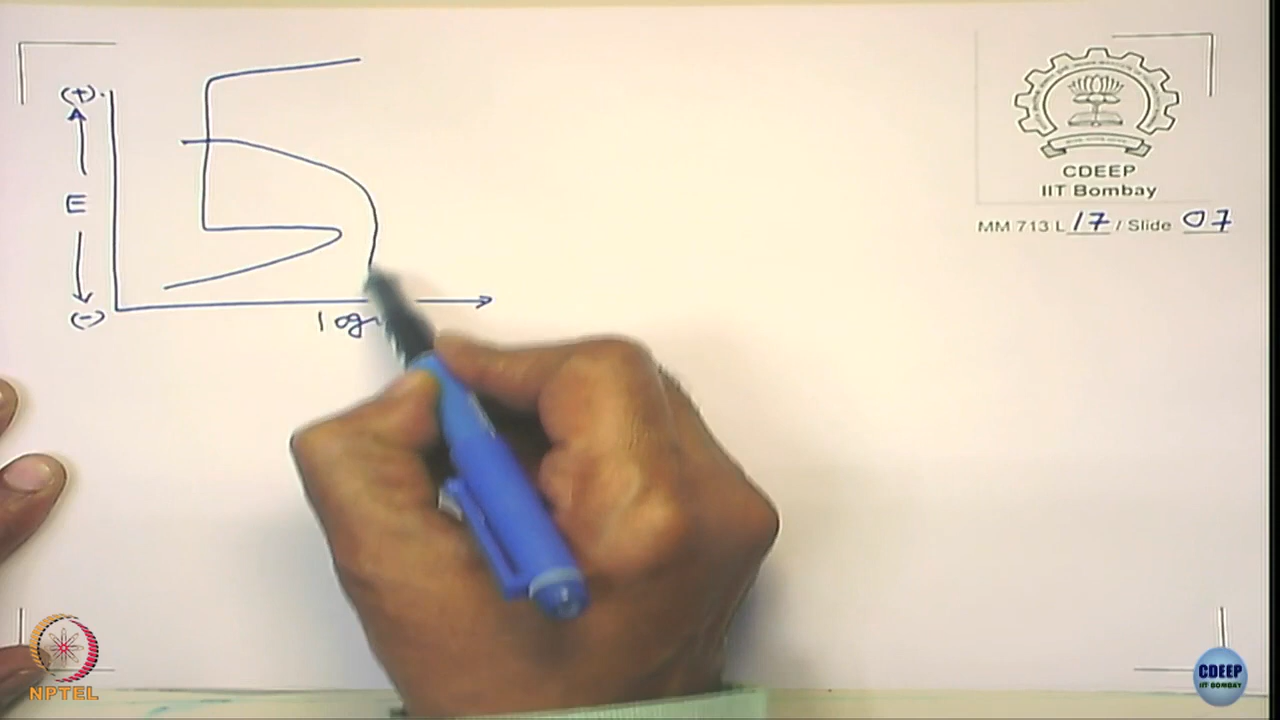 (+)
E
(-)
log
CDEEP
IIT Bombay
MM 713 L 17 / Slide 07
NPTEL
CDEEP
IIT BOMBAY